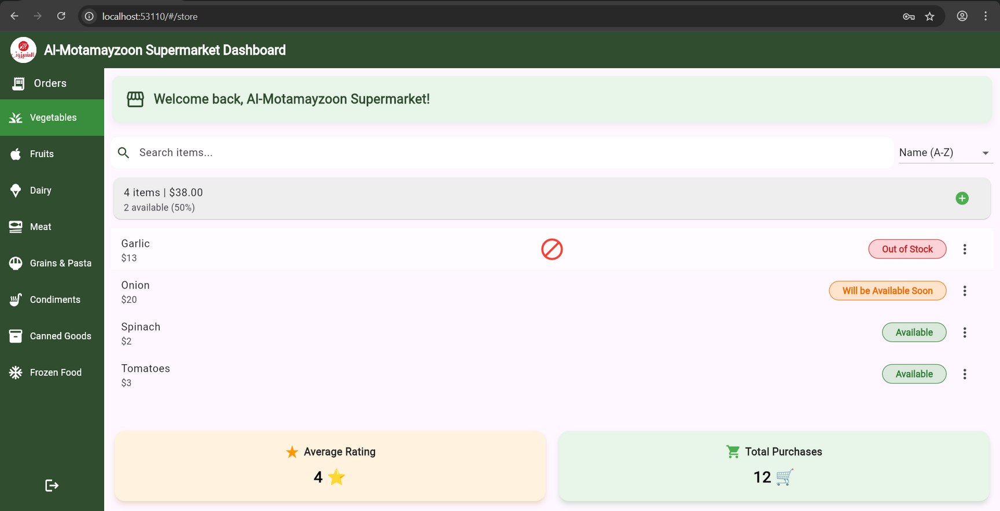 localhost:53110/#/store
المتميزون
Al-Motamayzoon Supermarket Dashboard
Orders
Vegetables
Fruits
Dairy
Meat
Grains & Pasta
Condiments
Canned Goods
Frozen Food
Welcome back, Al-Motamayzoon Supermarket!
Search items...
Name (A-Z)
4 items | $38.00
2 available (50%)
Garlic
$13
Out of Stock
Onion
$20
Will be Available Soon
Spinach
$2
Available
Tomatoes
$3
Available
Average Rating
4
Total Purchases
12